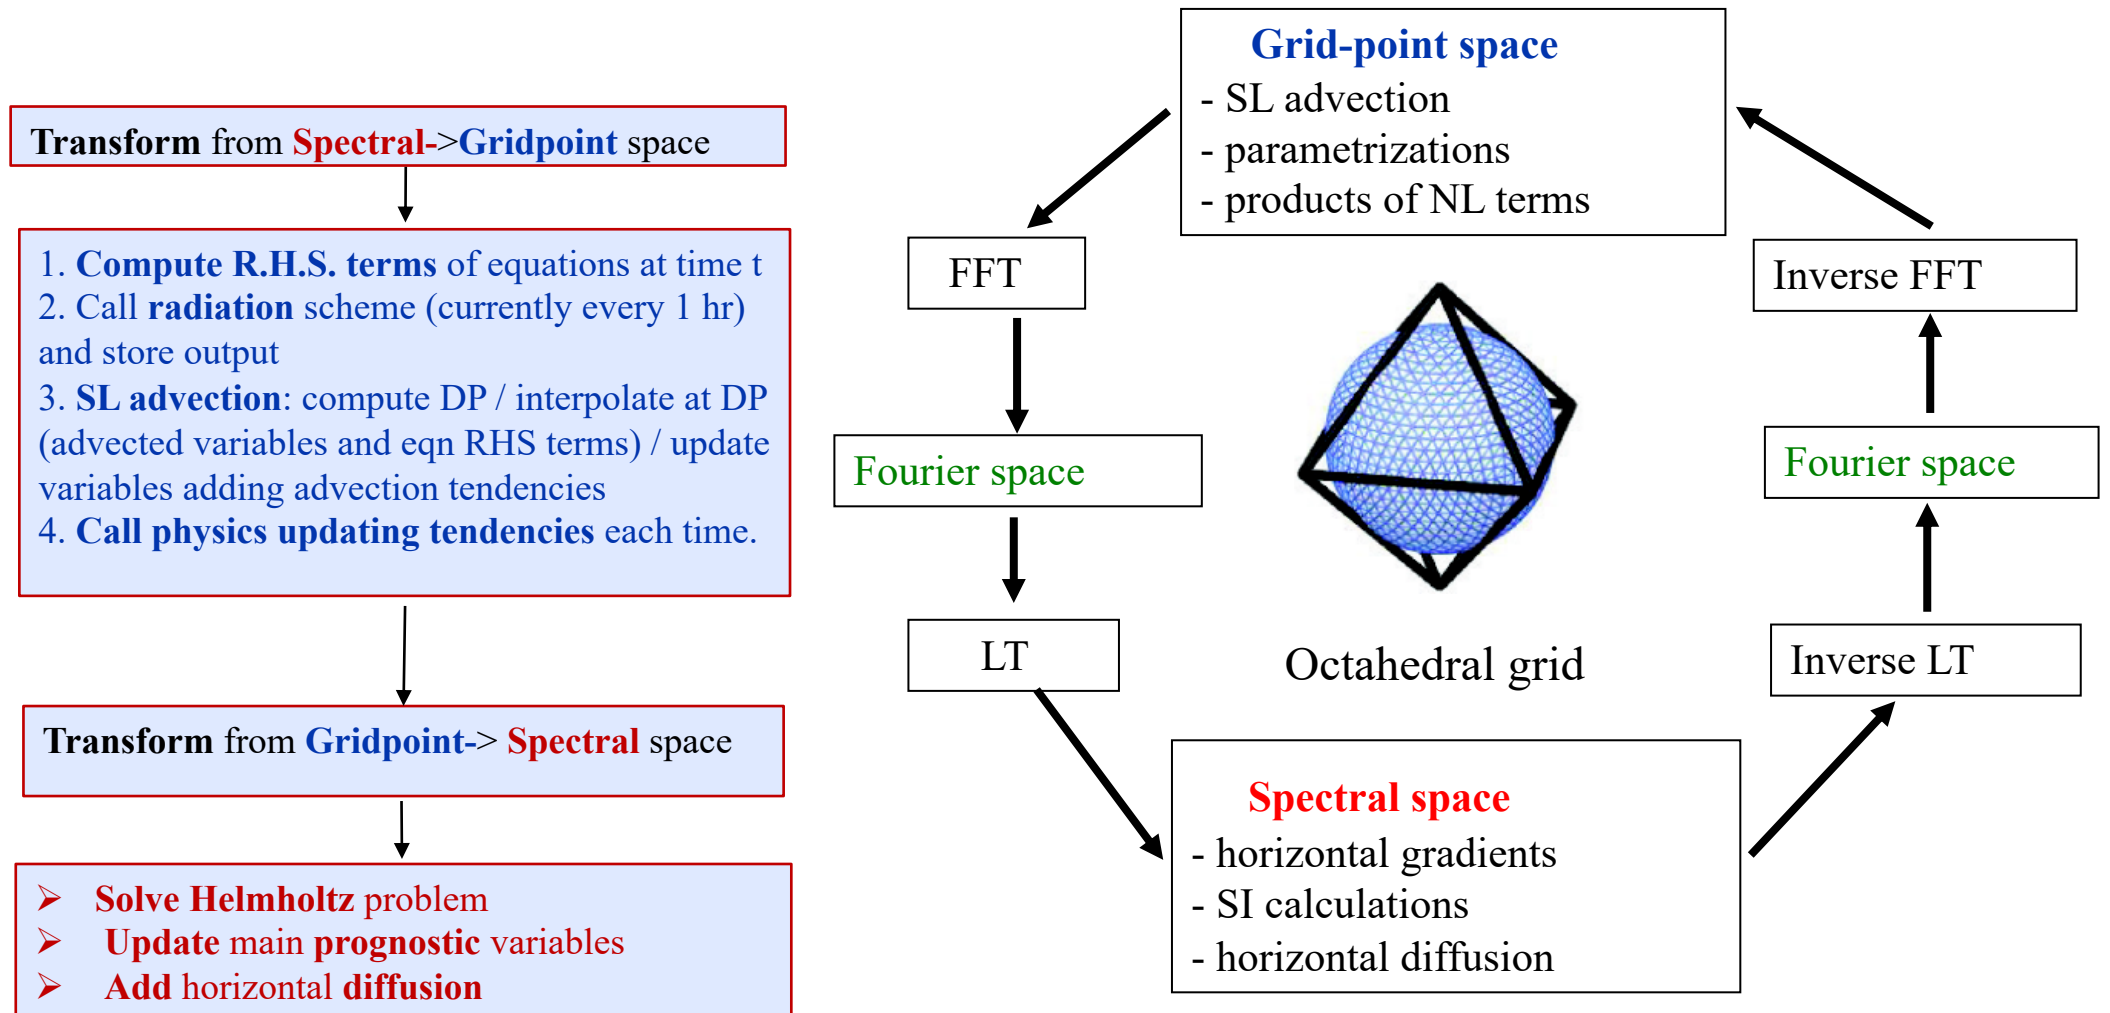 Transform from Spectral->Gridpoint space
1. Compute R.H.S. terms of equations at time t
2. Call radiation scheme (currently every 1 hr)
and store output
3. SL advection: compute DP / interpolate at DP
(advected variables and eqn RHS terms) / update
variables adding advection tendencies
4. Call physics updating tendencies each time.
Transform from Gridpoint-> Spectral space
➢ Solve Helmholtz problem
➢ Update main prognostic variables
➢ Add horizontal diffusion
Grid-point space
- SL advection
- parametrizations
- products of NL terms
FFT
Fourier space
LT
Octahedral grid
Spectral space
- horizontal gradients
- SI calculations
- horizontal diffusion
Inverse LT
Fourier space
Inverse FFT